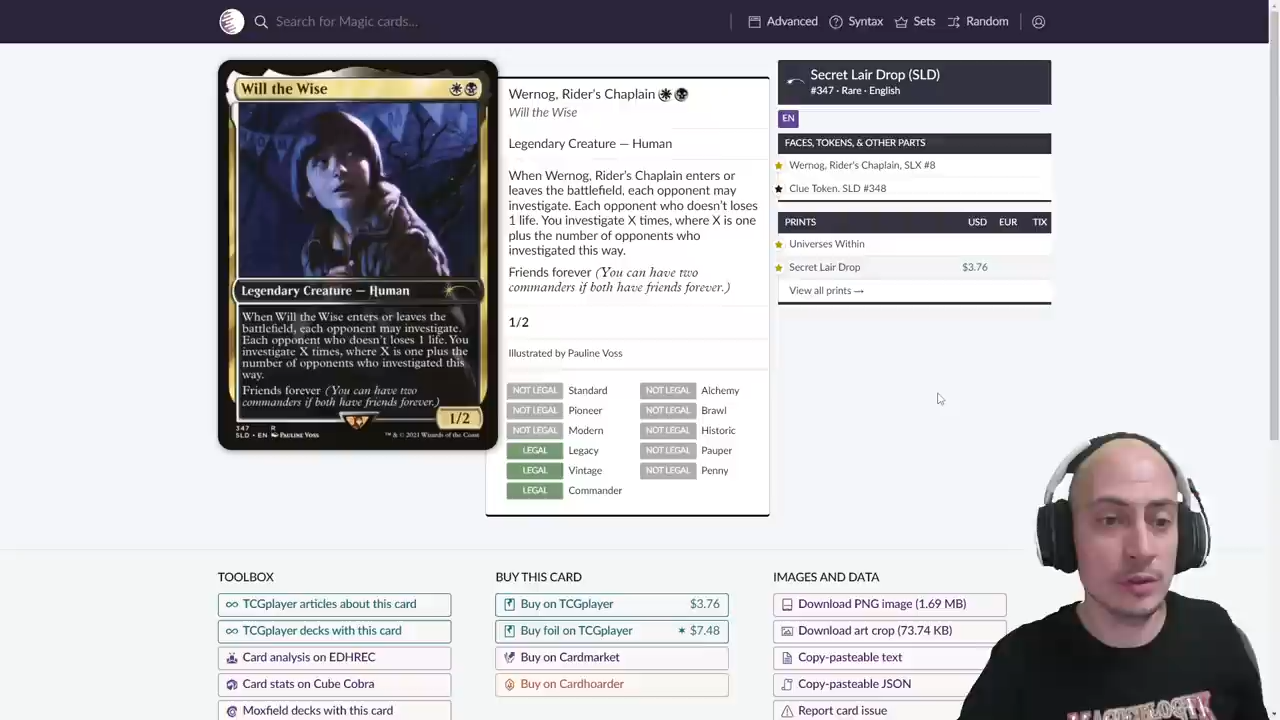 Search for Magic cards...
Advanced
Syntax
Sets
Random
Will the Wise
Legendary Creature — Human
When Will the Wise enters or leaves the
battlefield, each opponent may investigate.
Each opponent who doesn't loses 1 life. You
investigate X times, where X is one plus the
number of opponents who investigated this
way.
Friends forever (You can have two
commanders if both have friends forever.)
1/2
347 R
SLD • EN PAULINE VOSS
™ & © 2021 Wizards of the Coast
Wernog, Rider's Chaplain
Will the Wise
Legendary Creature — Human
When Wernog, Rider's Chaplain enters or
leaves the battlefield, each opponent may
investigate. Each opponent who doesn't loses
1 life. You investigate X times, where X is one
plus the number of opponents who
investigated this way.
Friends forever (You can have two
commanders if both have friends forever.)
1/2
Illustrated by Pauline Voss
NOT LEGAL Standard NOT LEGAL Alchemy
NOT LEGAL Pioneer NOT LEGAL Brawl
NOT LEGAL Modern NOT LEGAL Historic
LEGAL Legacy NOT LEGAL Pauper
LEGAL Vintage NOT LEGAL Penny
LEGAL Commander
Secret Lair Drop (SLD)
#347 · Rare · English
EN
FACES, TOKENS, & OTHER PARTS
Wernog, Rider's Chaplain, SLX #8
Clue Token. SLD #348
PRINTS USD EUR TIX
Universes Within
Secret Lair Drop $3.76
View all prints →
TOOLBOX
TCGplayer articles about this card
TCGplayer decks with this card
Card analysis on EDHREC
Card stats on Cube Cobra
Moxfield decks with this card
BUY THIS CARD
Buy on TCGplayer $3.76
Buy foil on TCGplayer ✶ $7.48
Buy on Cardmarket
Buy on Cardhoarder
IMAGES AND DATA
Download PNG image (1.69 MB)
Download art crop (73.74 KB)
Copy-pasteable text
Copy-pasteable JSON
Report card issue